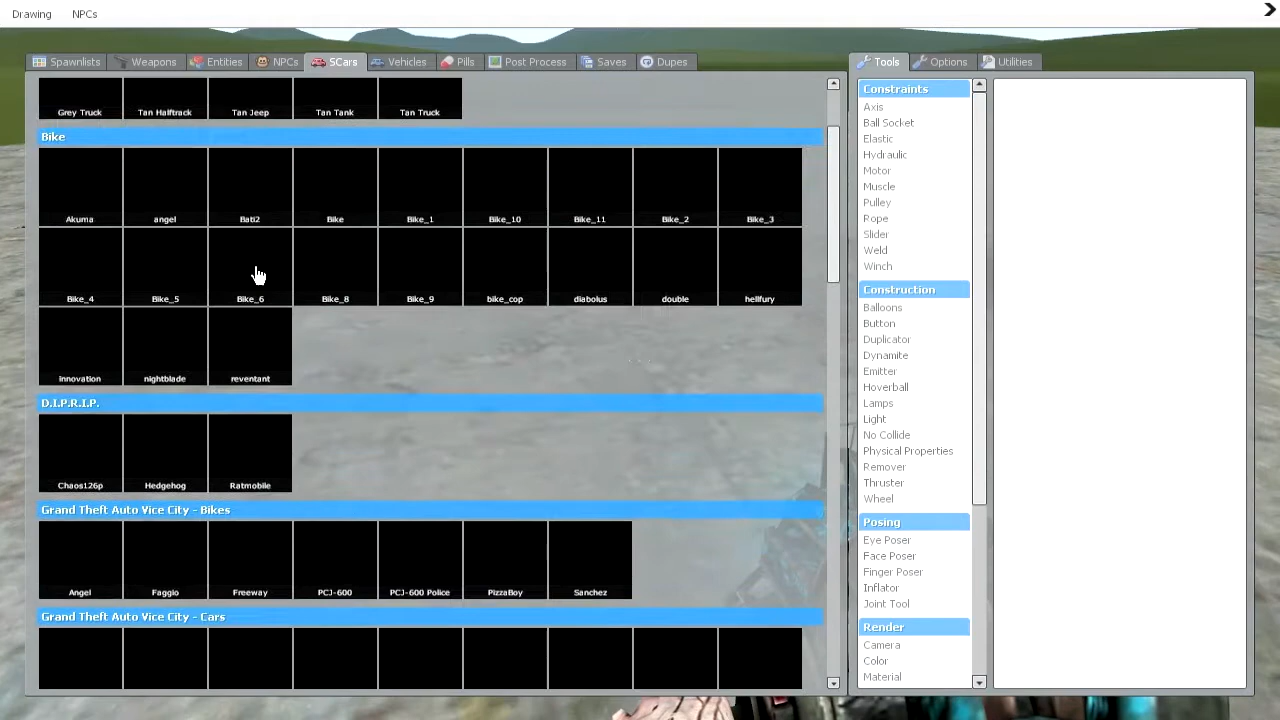 Drawing NPCs
Spawnlists Weapons Entities NPCs SCars Vehicles Pills Post Process Saves Dupes
Grey Truck Tan Halftrack Tan Jeep Tan Tank Tan Truck
Bike
Akuma angel Bati2 Bike Bike_1 Bike_10 Bike_11 Bike_2 Bike_3
Bike_4 Bike_5 Bike_6 Bike_8 Bike_9 bike_cop diabolus double hellfury
innovation nightblade reventant
D.I.P.R.I.P.
Chaos126p Hedgehog Ratmobile
Grand Theft Auto Vice City - Bikes
Angel Faggio Freeway PCJ-600 PCJ-600 Police PizzaBoy Sanchez
Grand Theft Auto Vice City - Cars
Tools Options Utilities
Constraints
Axis
Ball Socket
Elastic
Hydraulic
Motor
Muscle
Pulley
Rope
Slider
Weld
Winch
Construction
Balloons
Button
Duplicator
Dynamite
Emitter
Hoverball
Lamps
Light
No Collide
Physical Properties
Remover
Thruster
Wheel
Posing
Eye Poser
Face Poser
Finger Poser
Inflator
Joint Tool
Render
Camera
Color
Material